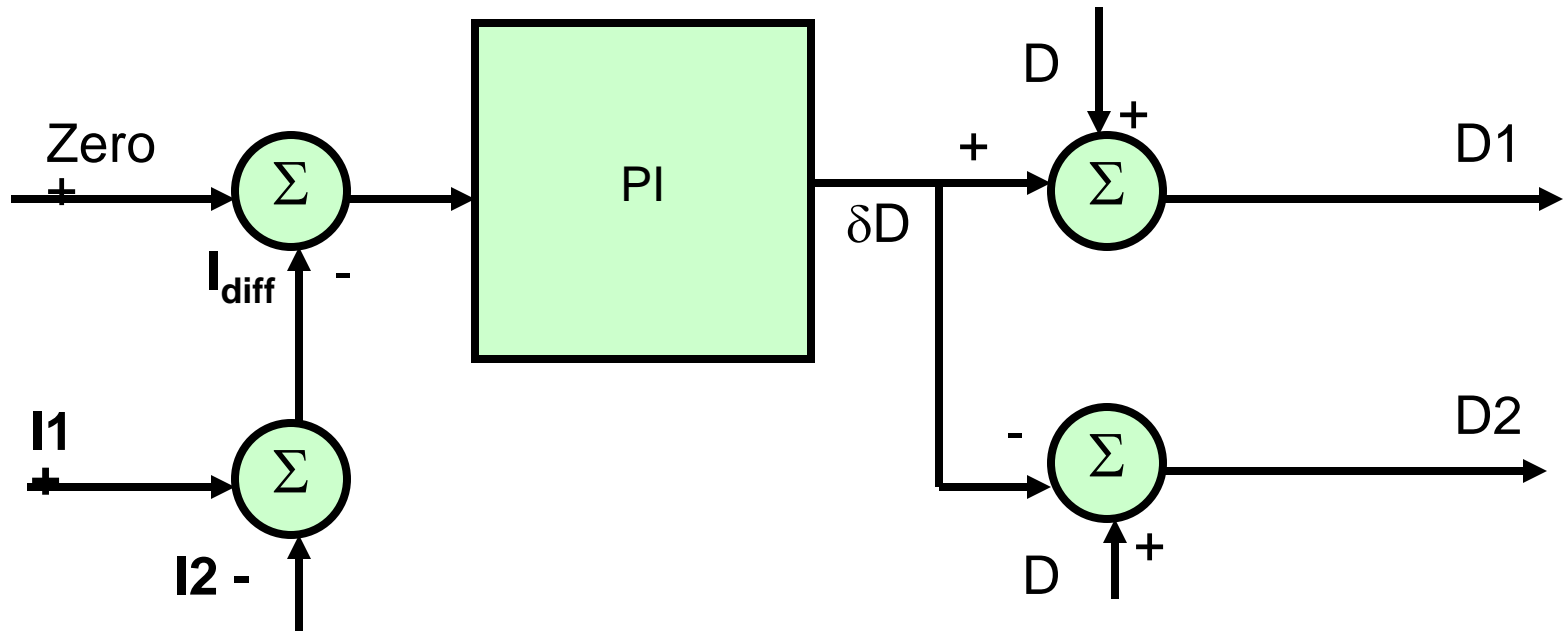 D
+
Zero
+
Σ
PI
+
Σ
D1
δD
I_diff
-
I1
+
Σ
-
Σ
D2
I2 -
D
+